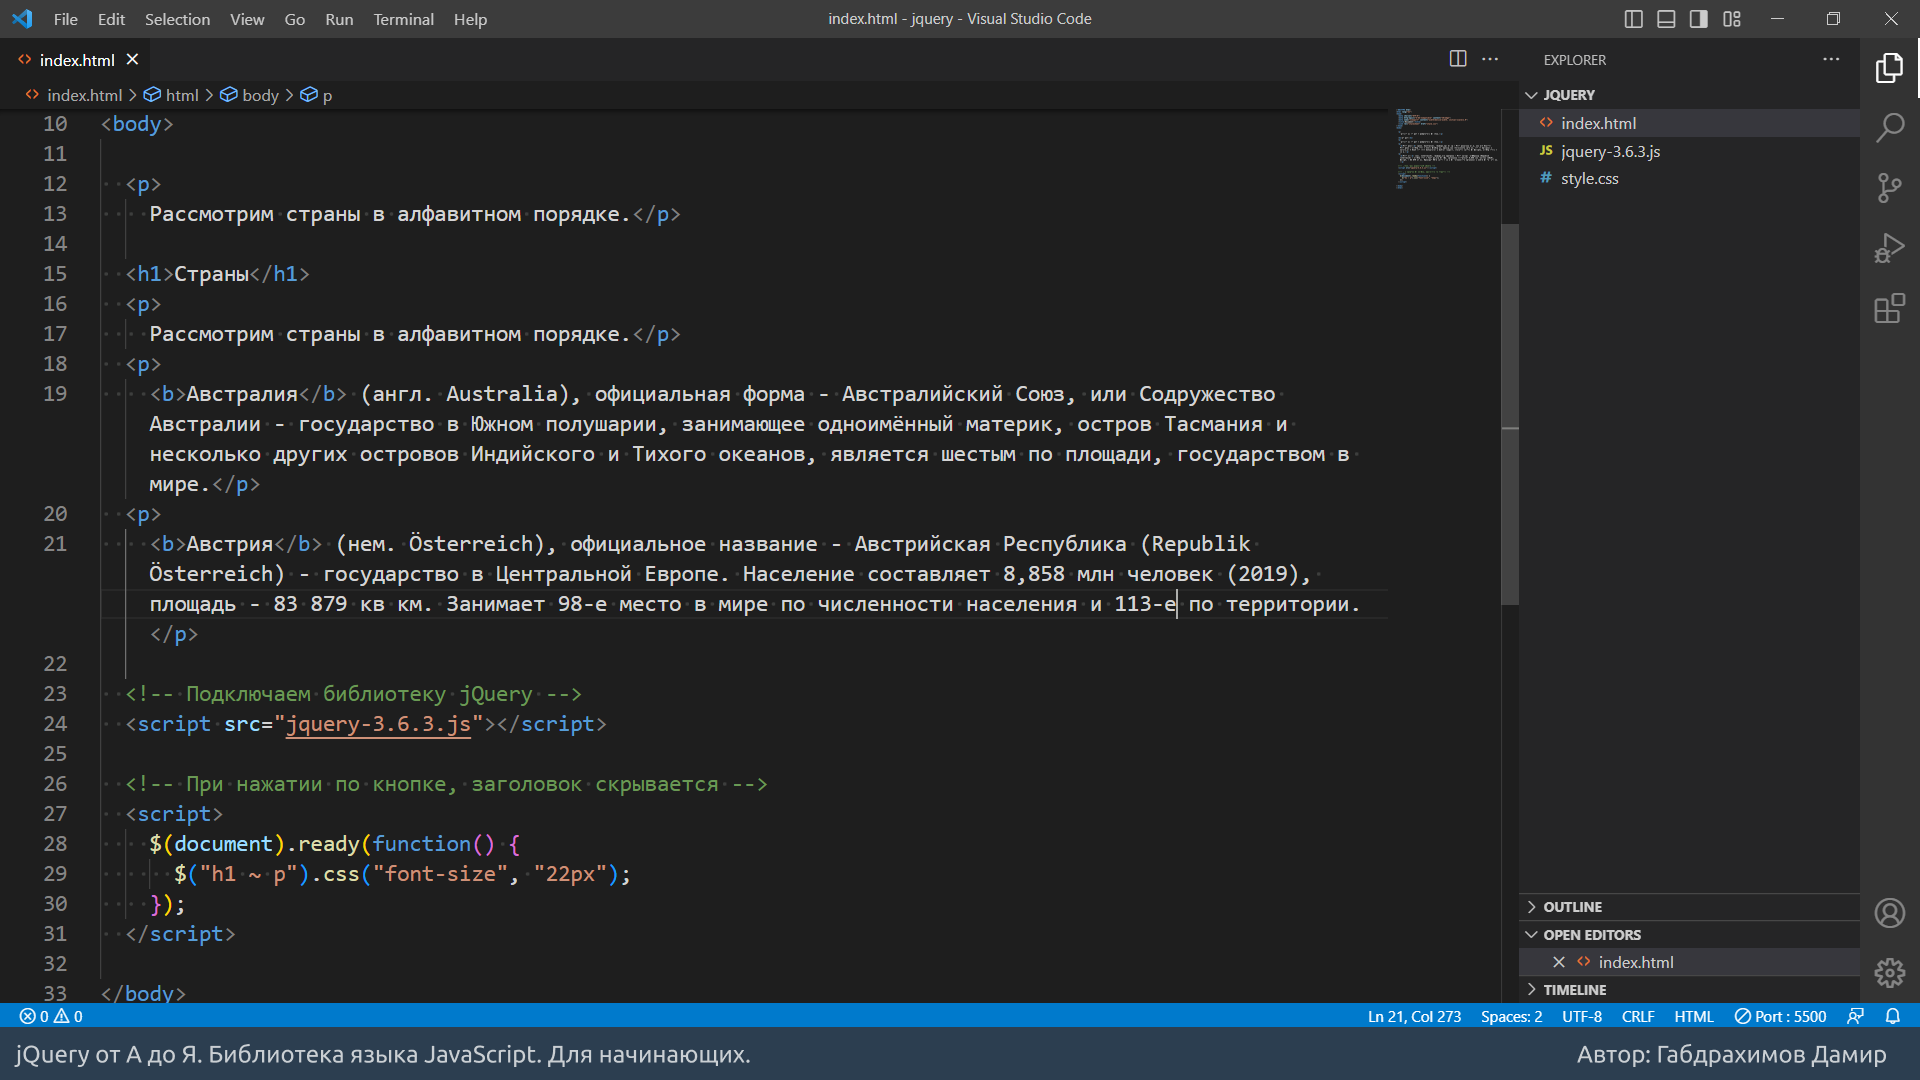 File Edit Selection View Go Run Terminal Help
index.html - jquery - Visual Studio Code
index.html
index.html > html > body > p
10 <body>
11
12 <p>
13 Рассмотрим страны в алфавитном порядке.</p>
14
15 <h1>Страны</h1>
16 <p>
17 Рассмотрим страны в алфавитном порядке.</p>
18 <p>
19 <b>Австралия</b> (англ. Australia), официальная форма - Австралийский Союз, или Содружество
Австралии - государство в Южном полушарии, занимающее одноимённый материк, остров Тасмания и
несколько других островов Индийского и Тихого океанов, является шестым по площади, государством в
мире.</p>
20 <p>
21 <b>Австрия</b> (нем. Österreich), официальное название - Австрийская Республика (Republik
Österreich) - государство в Центральной Европе. Население составляет 8,858 млн человек (2019),
площадь - 83 879 кв км. Занимает 98-е место в мире по численности населения и 113-е по территории.
</p>
22
23 <!-- Подключаем библиотеку jQuery -->
24 <script src="jquery-3.6.3.js"></script>
25
26 <!-- При нажатии по кнопке, заголовок скрывается -->
27 <script>
28 $(document).ready(function() {
29 $("h1 ~ p").css("font-size", "22px");
30 });
31 </script>
32
33 </body>
EXPLORER
JQUERY
index.html
JS jquery-3.6.3.js
# style.css
OUTLINE
OPEN EDITORS
index.html
TIMELINE
0 0
Ln 21, Col 273 Spaces: 2 UTF-8 CRLF HTML Port : 5500
jQuery от А до Я. Библиотека языка JavaScript. Для начинающих.
Автор: Габдрахимов Дамир